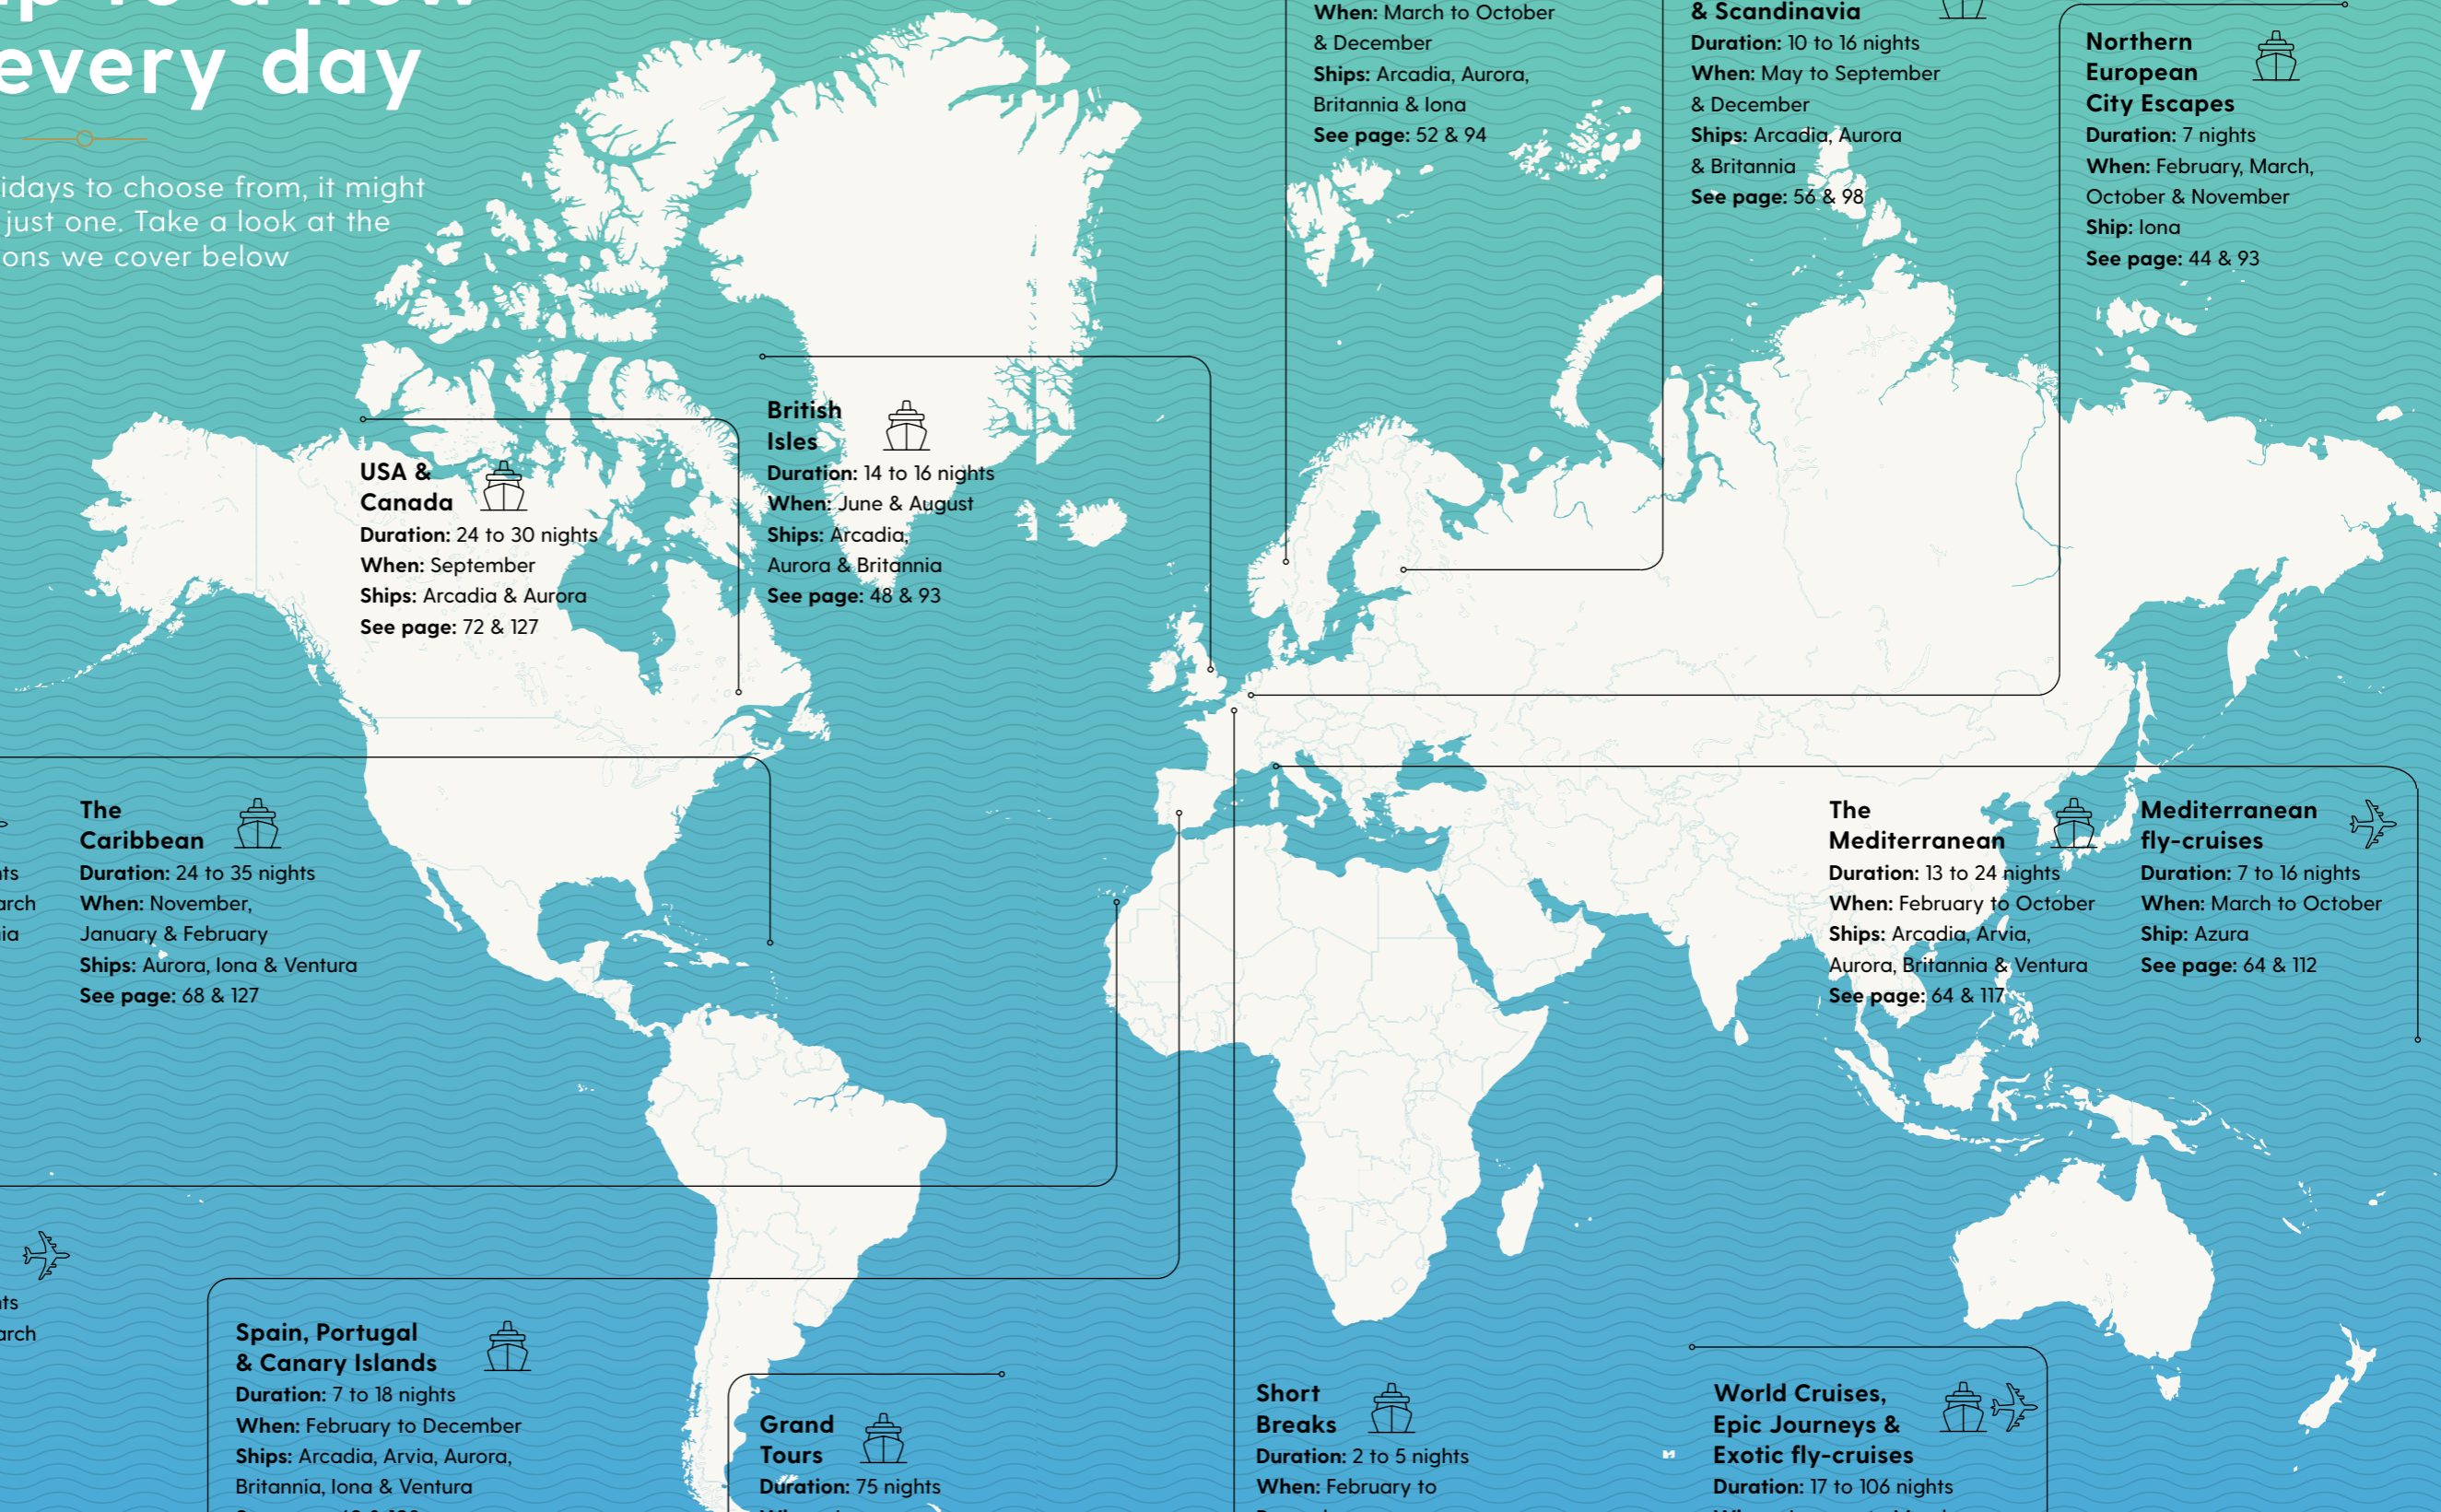 every day
idays to choose from, it might
just one. Take a look at the
ons we cover below
When: March to October
& December
Ships: Arcadia, Aurora,
Britannia & Iona
See page: 52 & 94
& Scandinavia
Duration: 10 to 16 nights
When: May to September
& December
Ships: Arcadia, Aurora
& Britannia
See page: 56 & 98
Northern
European
City Escapes
Duration: 7 nights
When: February, March,
October & November
Ship: Iona
See page: 44 & 93
USA &
Canada
Duration: 24 to 30 nights
When: September
Ships: Arcadia & Aurora
See page: 72 & 127
British
Isles
Duration: 14 to 16 nights
When: June & August
Ships: Arcadia,
Aurora & Britannia
See page: 48 & 93
nts
arch
ia
The
Caribbean
Duration: 24 to 35 nights
When: November,
January & February
Ships: Aurora, Iona & Ventura
See page: 68 & 127
The
Mediterranean
Duration: 13 to 24 nights
When: February to October
Ships: Arcadia, Arvia,
Aurora, Britannia & Ventura
See page: 64 & 117
Mediterranean
fly-cruises
Duration: 7 to 16 nights
When: March to October
Ship: Azura
See page: 64 & 112
nts
arch
Spain, Portugal
& Canary Islands
Duration: 7 to 18 nights
When: February to December
Ships: Arcadia, Arvia, Aurora,
Britannia, Iona & Ventura
Grand
Tours
Duration: 75 nights
Short
Breaks
Duration: 2 to 5 nights
When: February to
World Cruises,
Epic Journeys &
Exotic fly-cruises
Duration: 17 to 106 nights